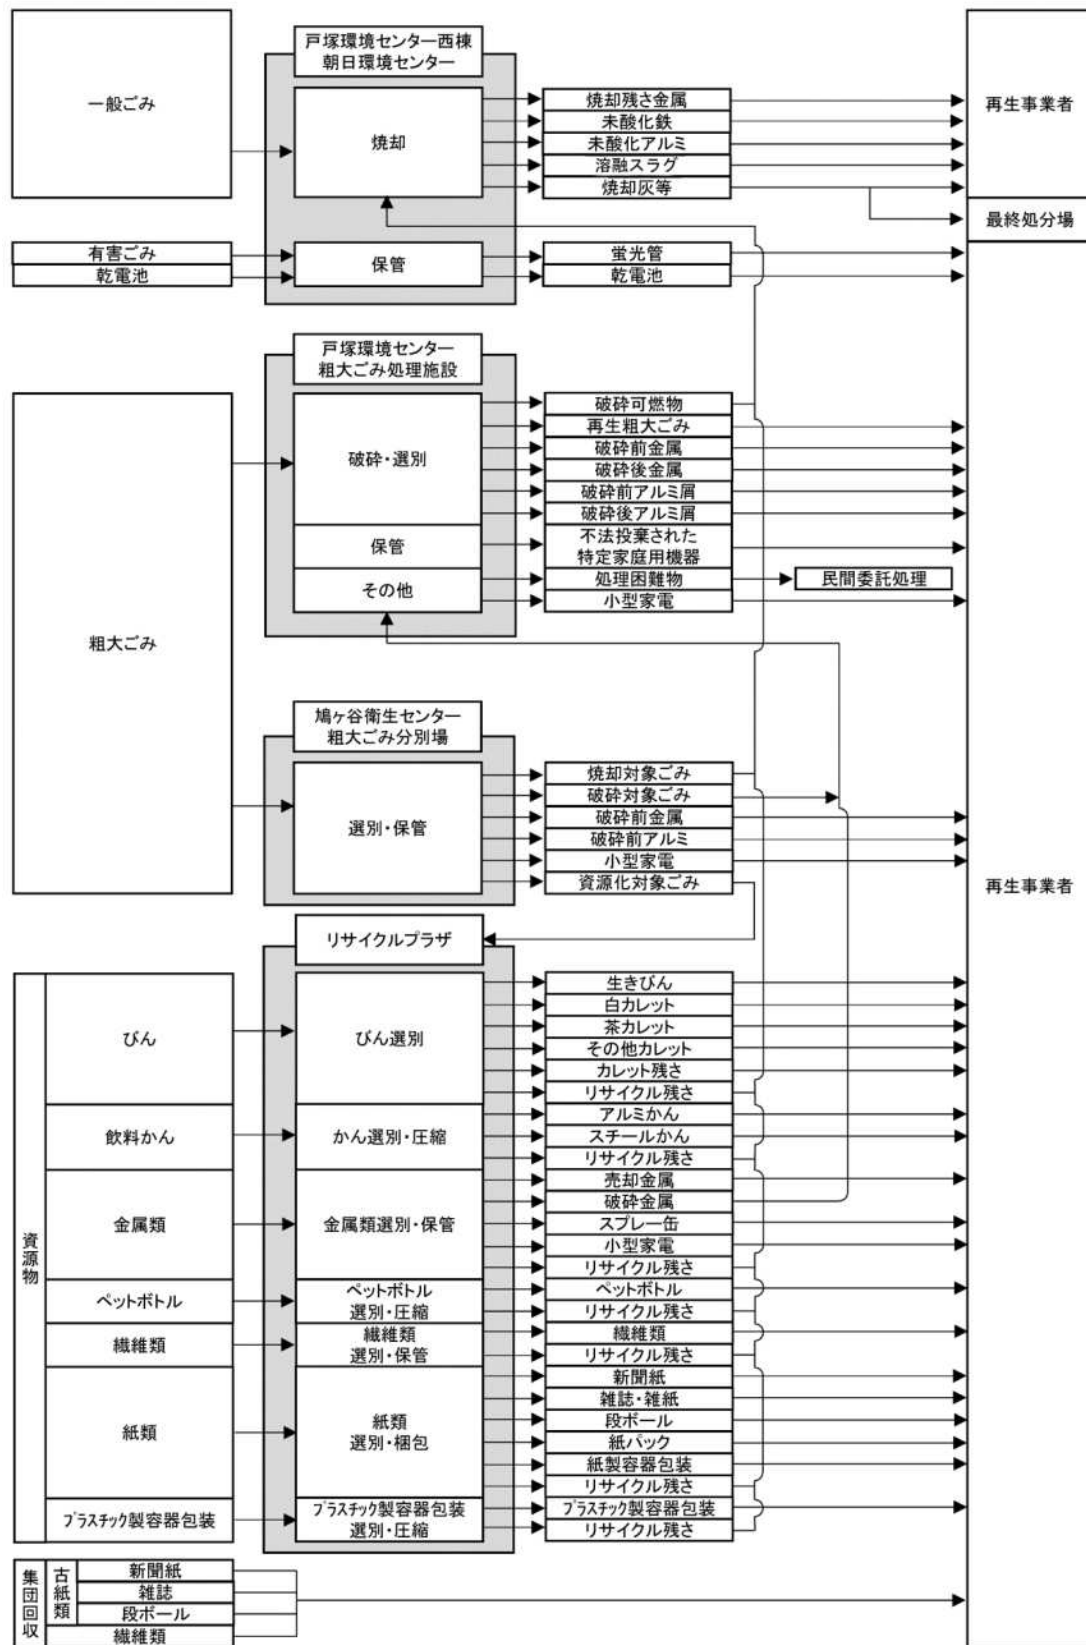 戸塚環境センター西棟
朝日環境センター
一般ごみ
焼却
焼却残さ金属
未酸化鉄
未酸化アルミ
溶融スラグ
焼却灰等
再生事業者
最終処分場
有害ごみ
乾電池
保管
蛍光管
乾電池
戸塚環境センター
粗大ごみ処理施設
粗大ごみ
破砕・選別
保管
その他
破砕可燃物
再生粗大ごみ
破砕前金属
破砕後金属
破砕前アルミ屑
破砕後アルミ屑
不法投棄された
特定家庭用機器
処理困難物
小型家電
民間委託処理
鳩ヶ谷衛生センター
粗大ごみ分別場
選別・保管
焼却対象ごみ
破砕対象ごみ
破砕前金属
破砕前アルミ
小型家電
資源化対象ごみ
再生事業者
リサイクルプラザ
資源物
びん
びん選別
生きびん
白カレット
茶カレット
その他カレット
カレット残さ
リサイクル残さ
飲料かん
かん選別・圧縮
アルミかん
スチールかん
リサイクル残さ
金属類
金属類選別・保管
売却金属
破砕金属
スプレー缶
小型家電
リサイクル残さ
ペットボトル
ペットボトル
選別・圧縮
ペットボトル
リサイクル残さ
繊維類
繊維類
選別・保管
繊維類
リサイクル残さ
紙類
紙類
選別・梱包
新聞紙
雑誌・雑紙
段ボール
紙パック
紙製容器包装
リサイクル残さ
プラスチック製容器包装
プラスチック製容器包装
選別・圧縮
プラスチック製容器包装
リサイクル残さ
集団回収
古紙類
新聞紙
雑誌
段ボール
繊維類